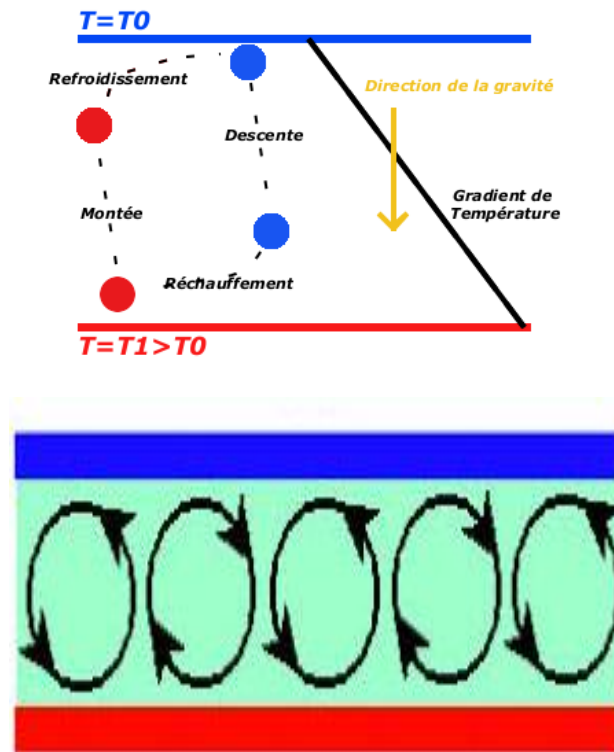 T=T0
Refroidissement
Direction de la gravité
Descente
Montée
Gradient de
Température
Réchauffement
T=T1>T0